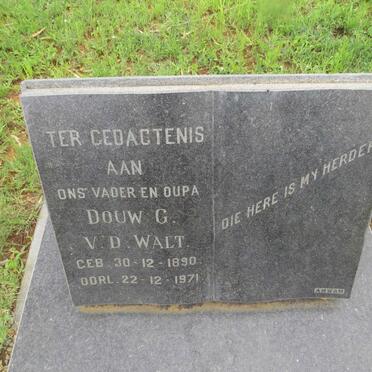 TER GEDAGTENIS
AAN
ONS VADER EN OUPA
DOUW G.
V. D. WALT.
GEB. 30-12-1890.
OORL. 22-12-1971
DIE HERE IS MY HERDER